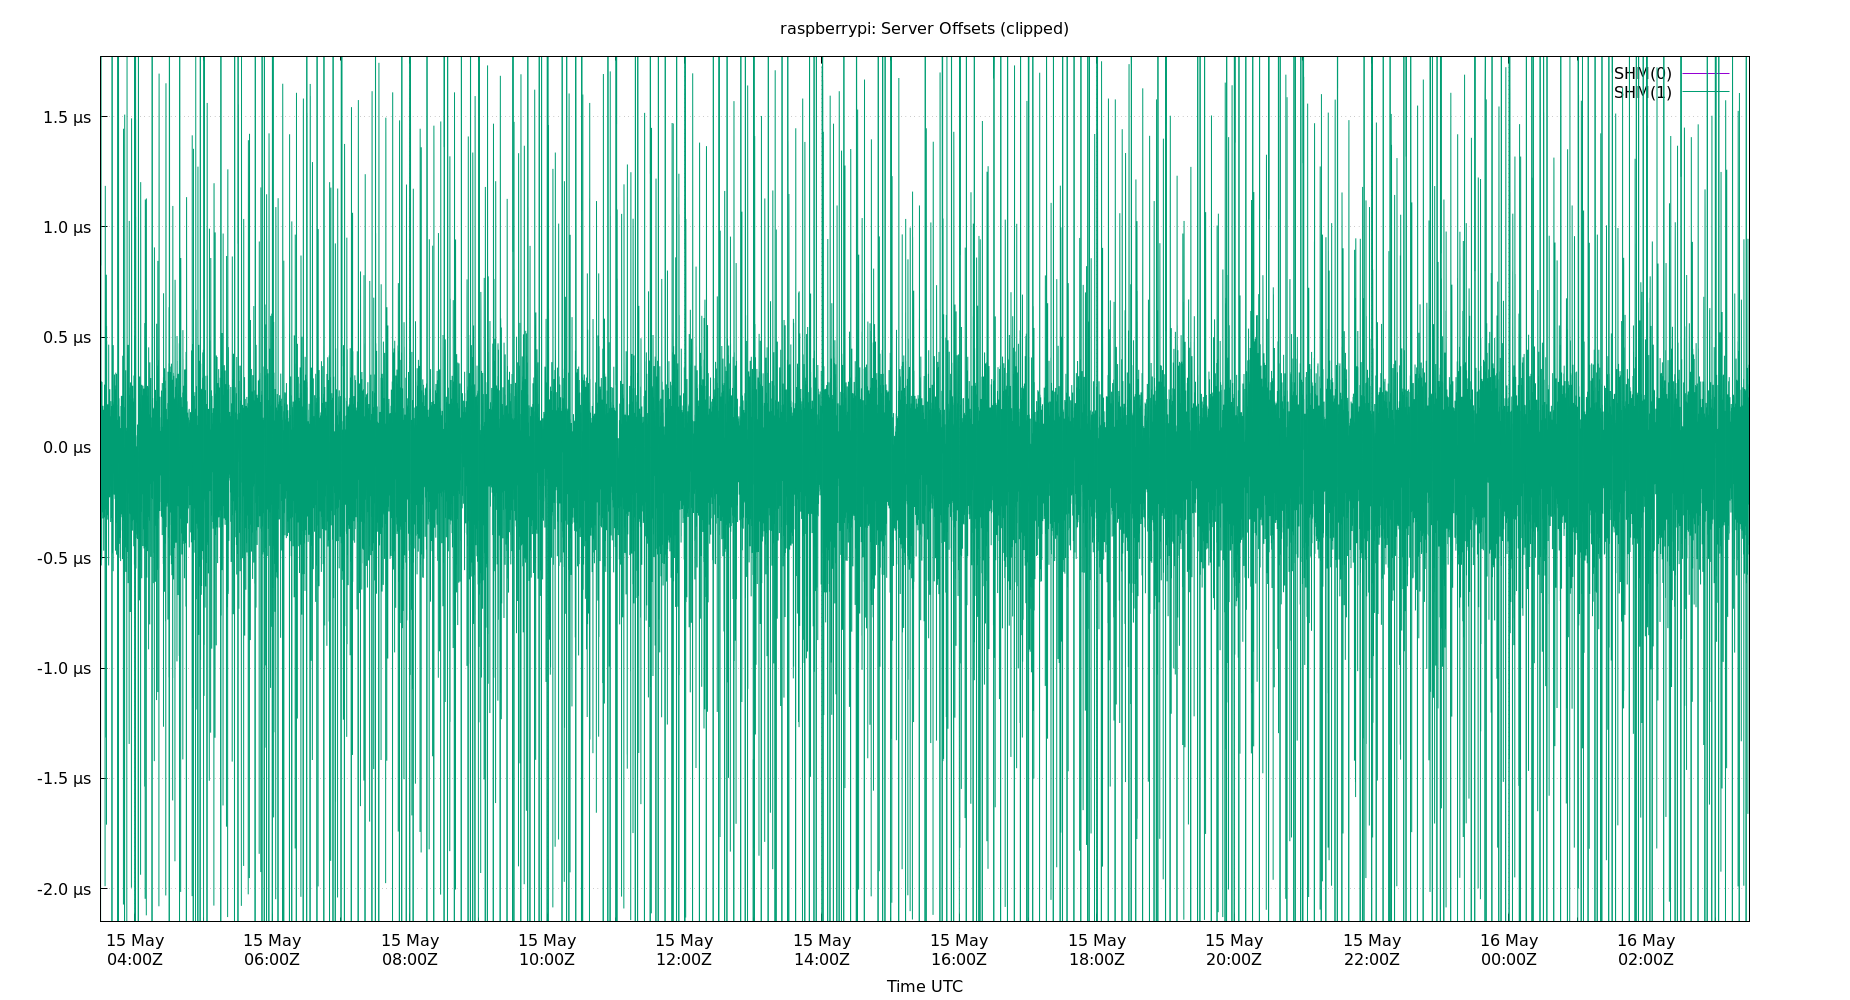 raspberrypi: Server Offsets (clipped)
SHM(0)
SHM(1)
1.5 µs
1.0 µs
0.5 µs
0.0 µs
-0.5 µs
-1.0 µs
-1.5 µs
-2.0 µs
15 May 15 May 15 May 15 May 15 May 15 May 15 May 15 May 15 May 15 May 16 May 16 May
04:00Z 06:00Z 08:00Z 10:00Z 12:00Z 14:00Z 16:00Z 18:00Z 20:00Z 22:00Z 00:00Z 02:00Z
Time UTC